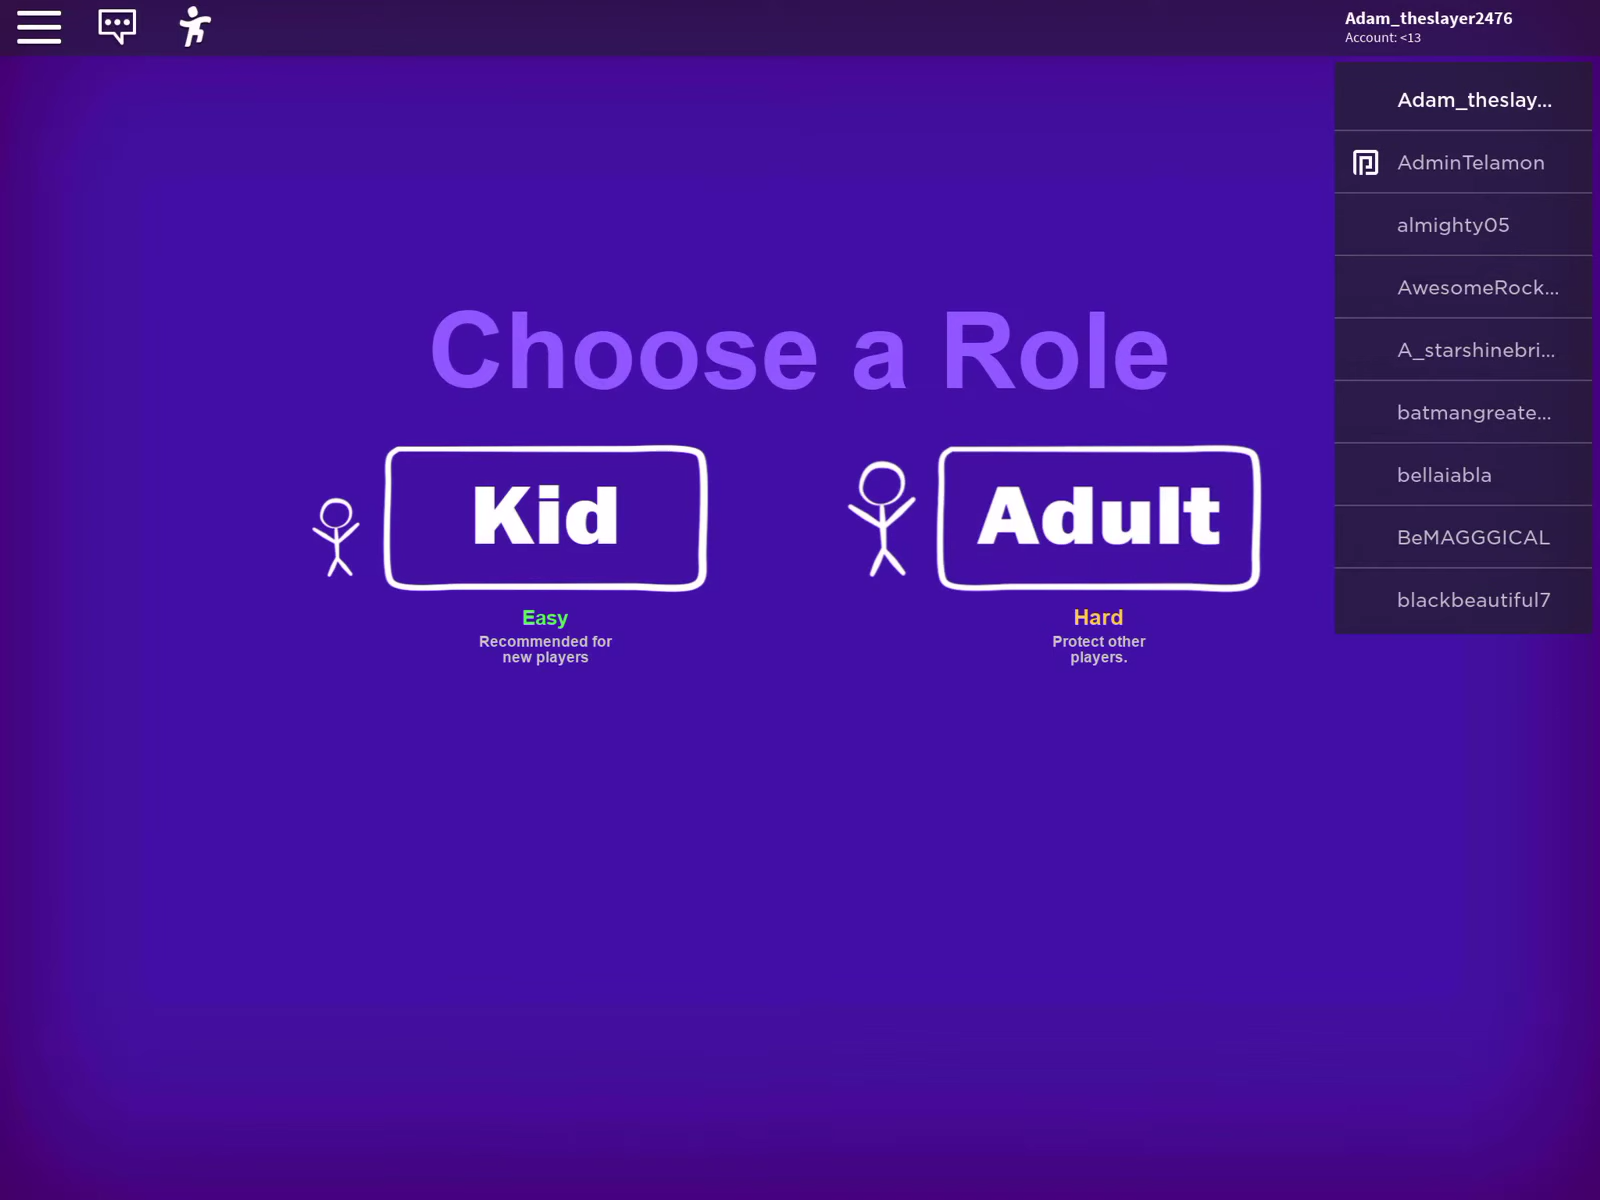 Adam_theslayer2476
Account: <13
Adam_theslay...
AdminTelamon
almighty05
AwesomeRock...
A_starshinebri...
batmangreate...
bellaiabla
BeMAGGGICAL
blackbeautiful7
Choose a Role
Kid
Easy
Recommended for
new players
Adult
Hard
Protect other
players.